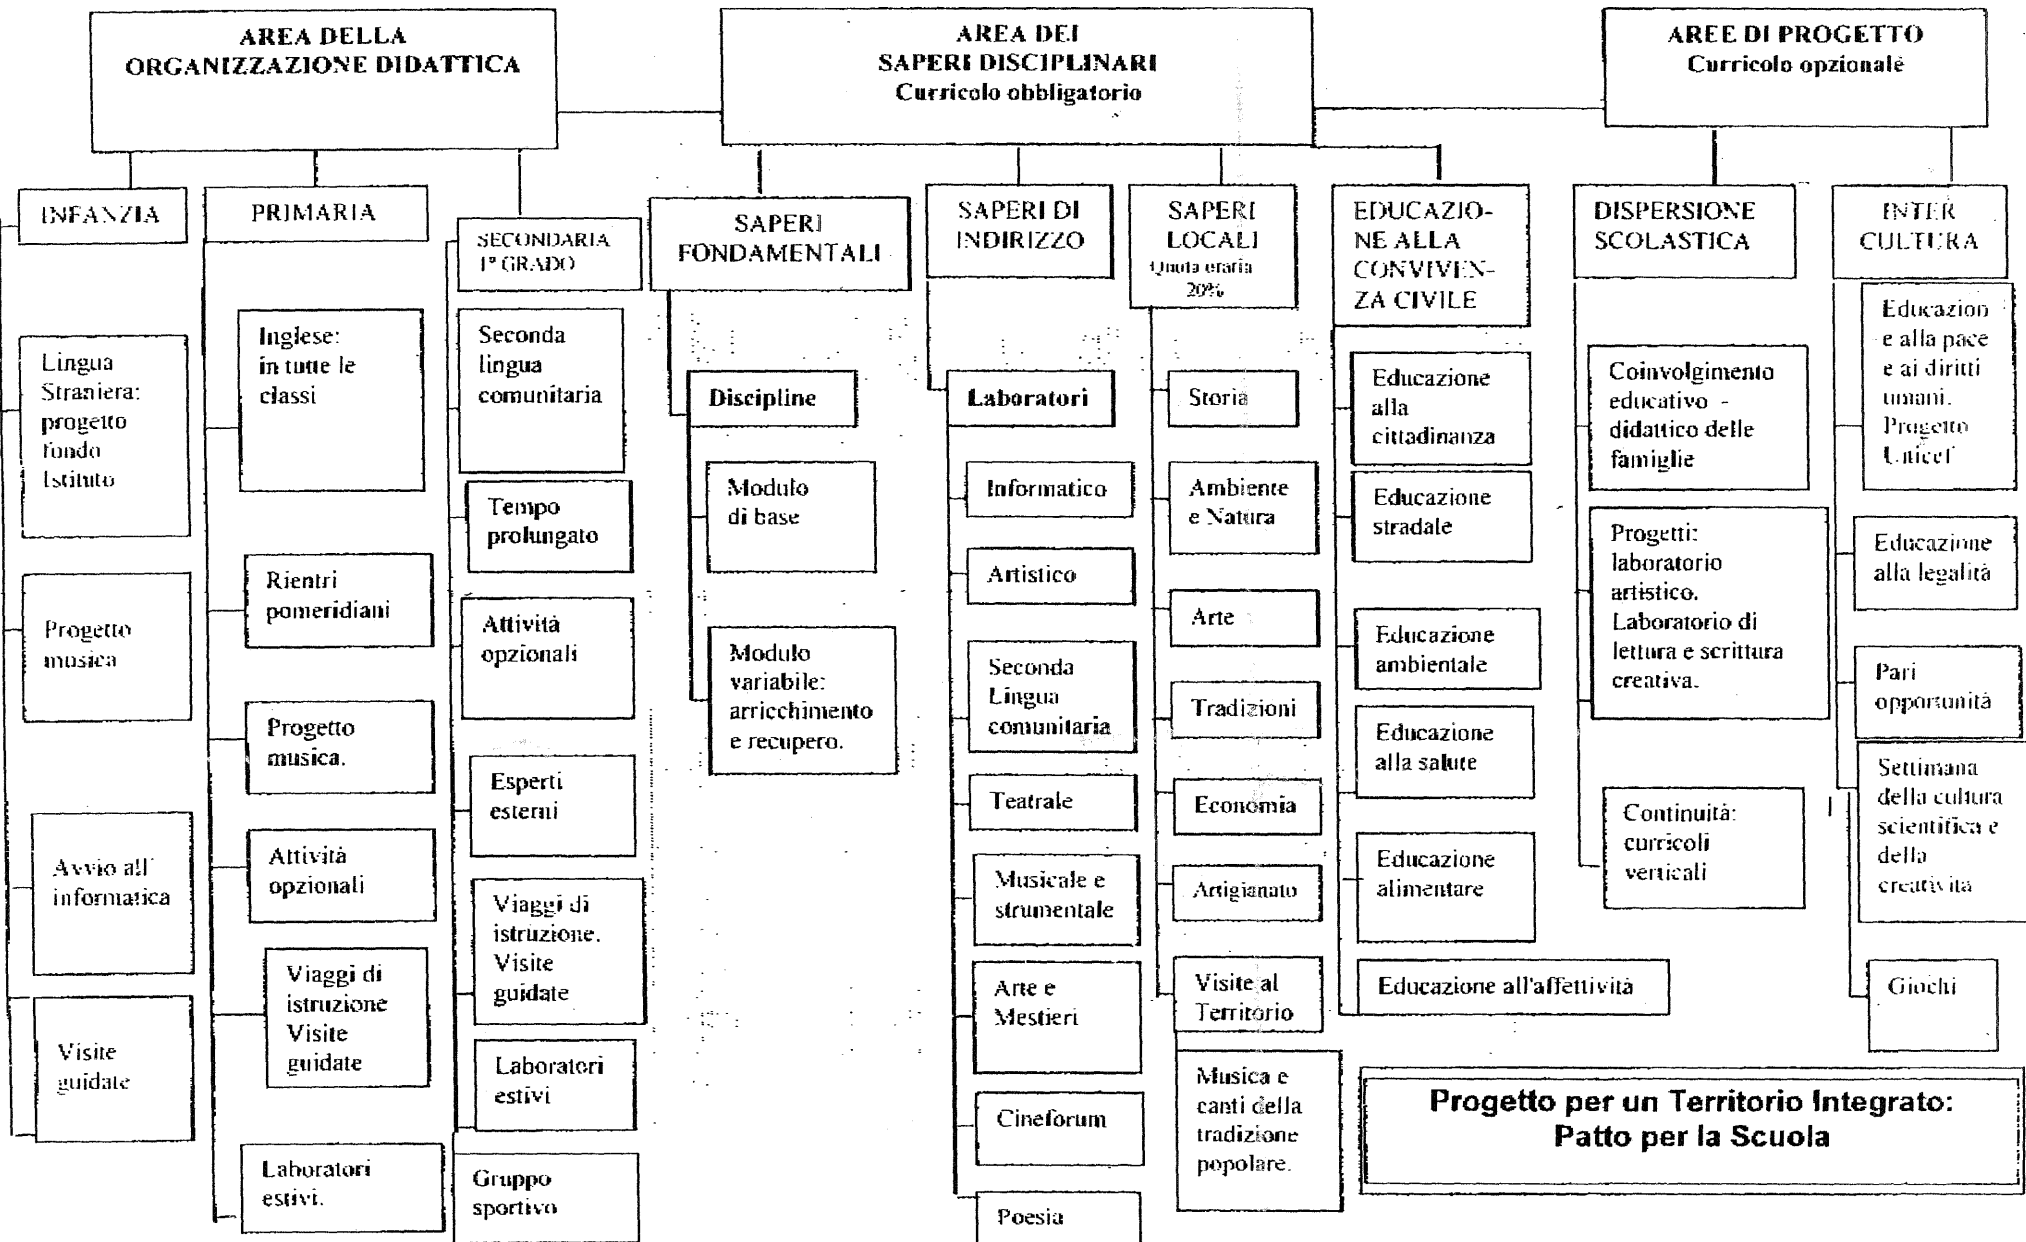 AREA DELLA
ORGANIZZAZIONE DIDATTICA
AREA DEI
SAPERI DISCIPLINARI
Curricolo obbligatorio
AREE DI PROGETTO
Curricolo opzionale
INFANZIA
Lingua
Straniera:
progetto
fondo
Istituto
Progetto
musica
Avvio all'
informatica
Visite
guidate
PRIMARIA
Inglese:
in tutte le
classi
Rientri
pomeridiani
Progetto
musica.
Attività
opzionali
Viaggi di
istruzione
Visite
guidate
Laboratori
estivi.
SECONDARIA
1° GRADO
Seconda
lingua
comunitaria
Tempo
prolungato
Attività
opzionali
Esperti
esterni
Viaggi di
istruzione.
Visite
guidate
Laboratori
estivi
Gruppo
sportivo
SAPERI
FONDAMENTALI
Discipline
Modulo
di base
Modulo
variabile:
arricchimento
e recupero.
SAPERI DI
INDIRIZZO
Laboratori
Informatico
Artistico
Seconda
Lingua
comunitaria
Teatrale
Musicale e
strumentale
Arte e
Mestieri
Cineforum
Poesia
SAPERI
LOCALI
Quota oraria
20%
Storia
Ambiente
e Natura
Arte
Tradizioni
Economia
Artigianato
Visite al
Territorio
Musica e
canti della
tradizione
popolare.
EDUCAZIO-
NE ALLA
CONVIVEN-
ZA CIVILE
Educazione
alla
cittadinanza
Educazione
stradale
Educazione
ambientale
Educazione
alla salute
Educazione
alimentare
Educazione all'affettività
DISPERSIONE
SCOLASTICA
Coinvolgimento
educativo -
didattico delle
famiglie
Progetti:
laboratorio
artistico.
Laboratorio di
lettura e scrittura
creativa.
Continuità:
curricoli
verticali
INTER
CULTURA
Educazion
e alla pace
e ai diritti
umani.
Progetto
Unicef
Educazione
alla legalità
Pari
opportunità
Settimana
della cultura
scientifica e
della
creatività
Giochi
Progetto per un Territorio Integrato:
Patto per la Scuola